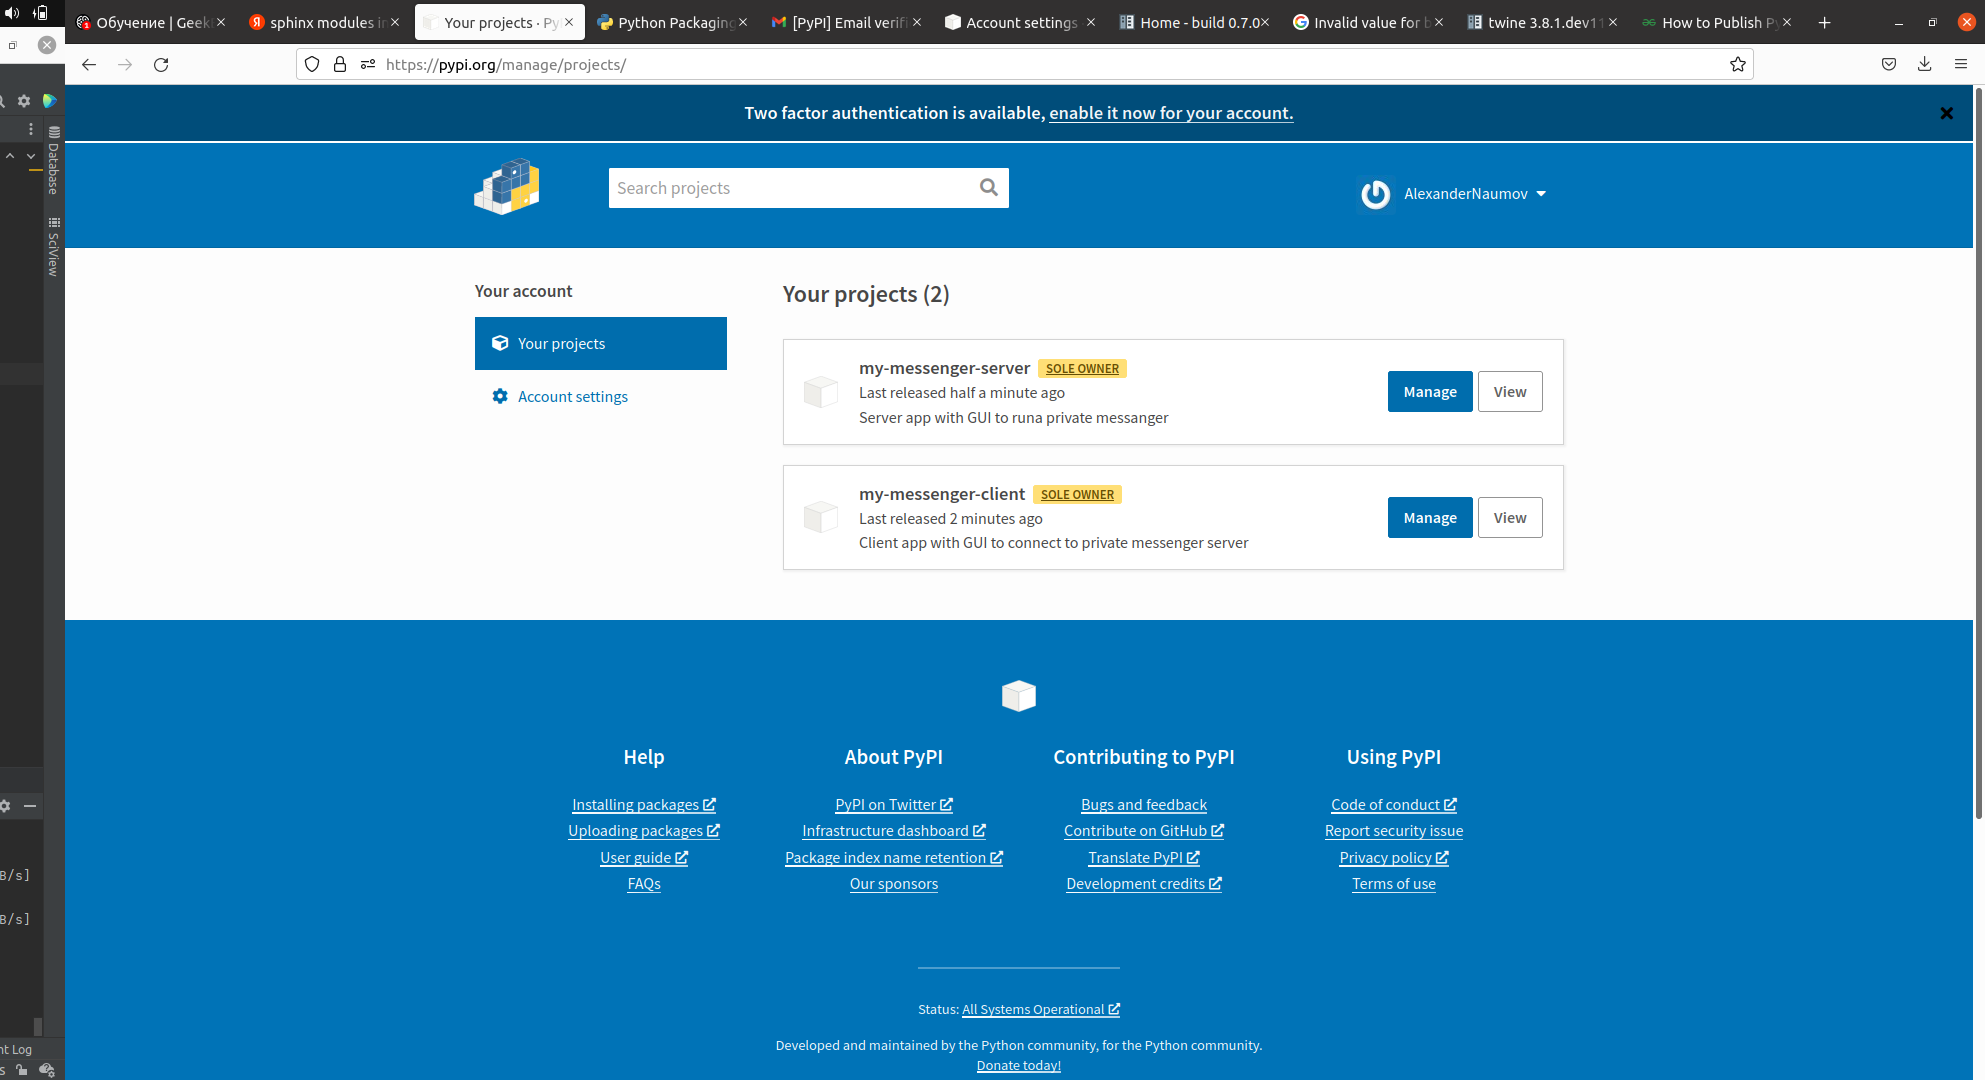 Обучение | Geek
sphinx modules in
Your projects · Py
Python Packaging
[PyPI] Email verifi
Account settings
Home - build 0.7.0
Invalid value for b
twine 3.8.1.dev11
How to Publish Py
https://pypi.org/manage/projects/
Two factor authentication is available, enable it now for your account.
Search projects
AlexanderNaumov
Database
SciView
Your account
Your projects
Account settings
Your projects (2)
my-messenger-server SOLE OWNER
Last released half a minute ago
Server app with GUI to runa private messanger
Manage
View
my-messenger-client SOLE OWNER
Last released 2 minutes ago
Client app with GUI to connect to private messenger server
Manage
View
Help
Installing packages
Uploading packages
User guide
FAQs
About PyPI
PyPI on Twitter
Infrastructure dashboard
Package index name retention
Our sponsors
Contributing to PyPI
Bugs and feedback
Contribute on GitHub
Translate PyPI
Development credits
Using PyPI
Code of conduct
Report security issue
Privacy policy
Terms of use
B/s]
B/s]
nt Log
s
Status: All Systems Operational
Developed and maintained by the Python community, for the Python community.
Donate today!